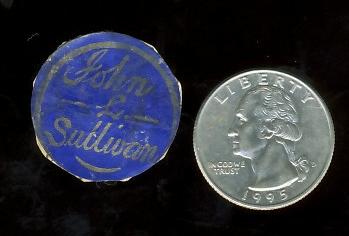 John
L.
Sullivan
LIBERTY
IN GOD WE
TRUST
D
1995